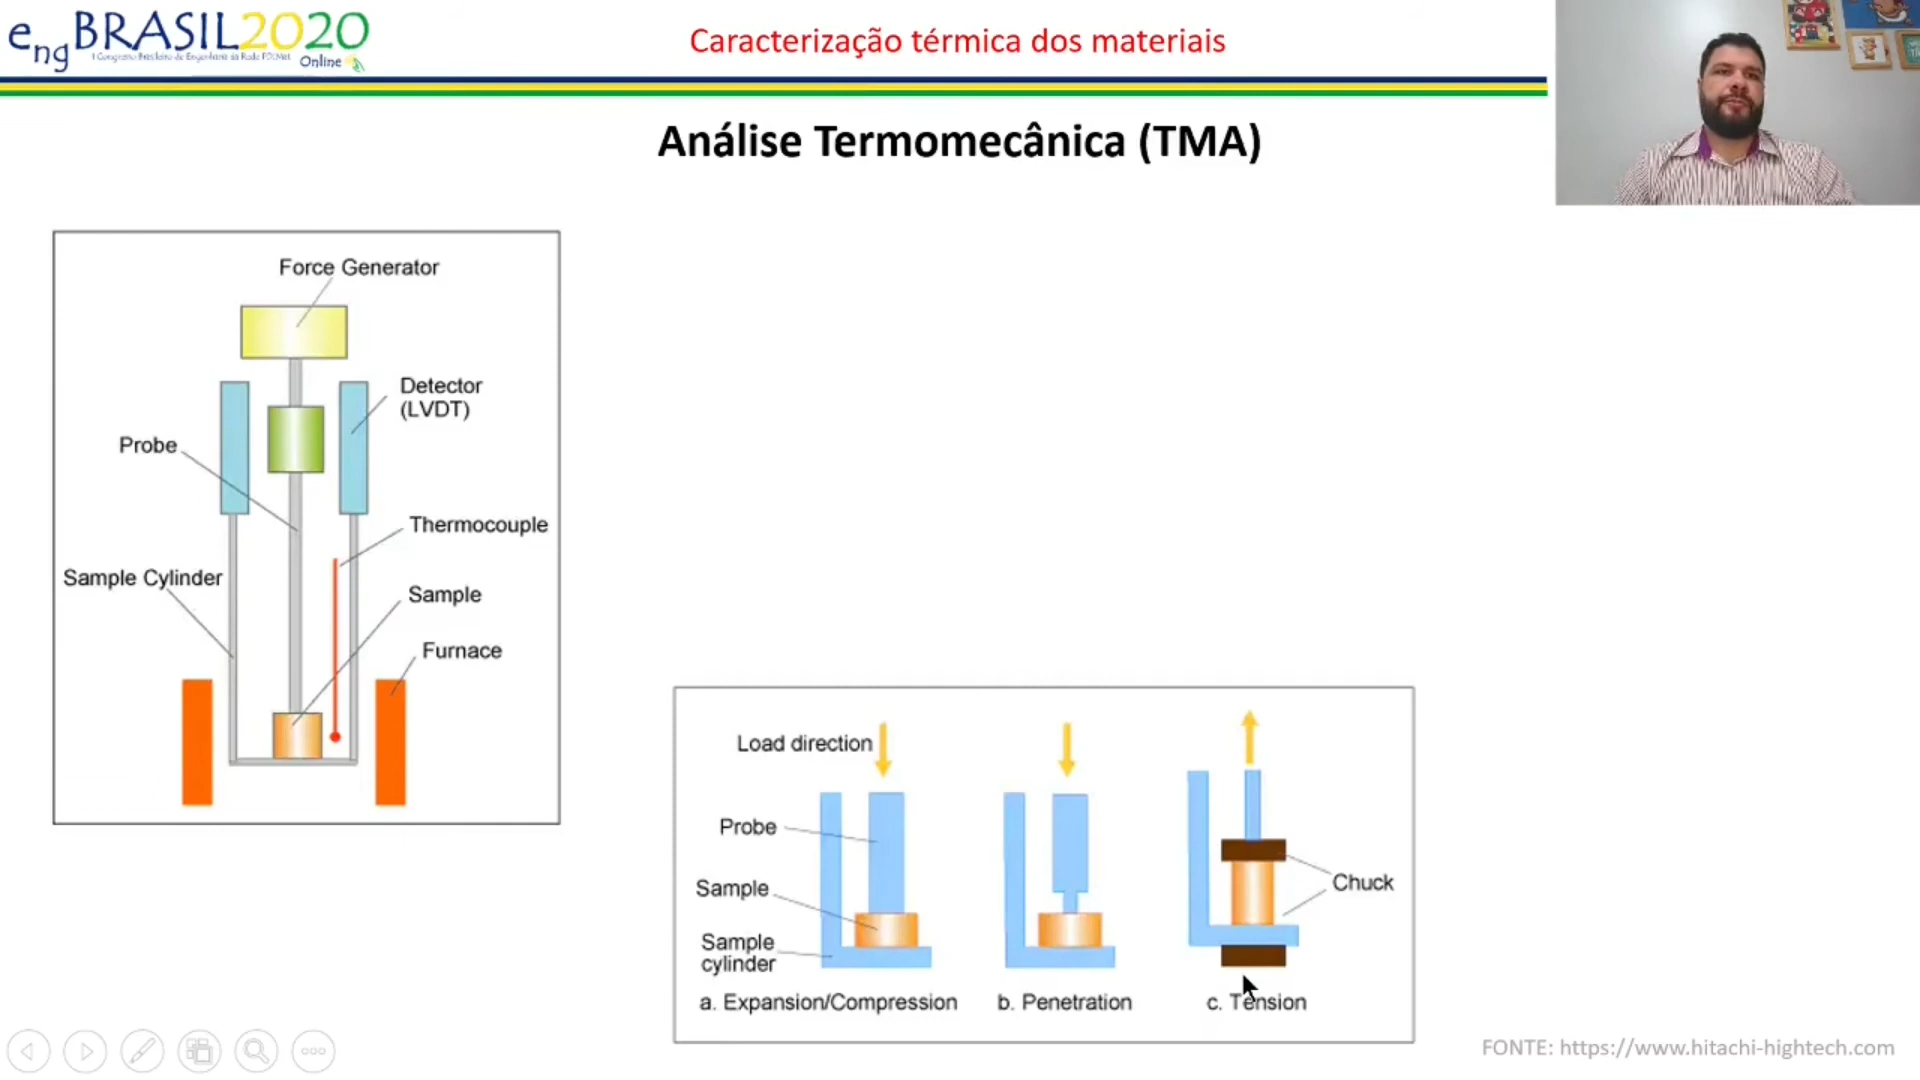 engBRASIL2020
I Congresso Brasileiro de Engenharia da Rede PDIMat
Online
Caracterização térmica dos materiais
Análise Termomecânica (TMA)
Force Generator
Detector
(LVDT)
Probe
Thermocouple
Sample Cylinder
Sample
Furnace
Load direction
Probe
Sample
Chuck
Sample
cylinder
a. Expansion/Compression
b. Penetration
c. Tension
FONTE: https://www.hitachi-hightech.com